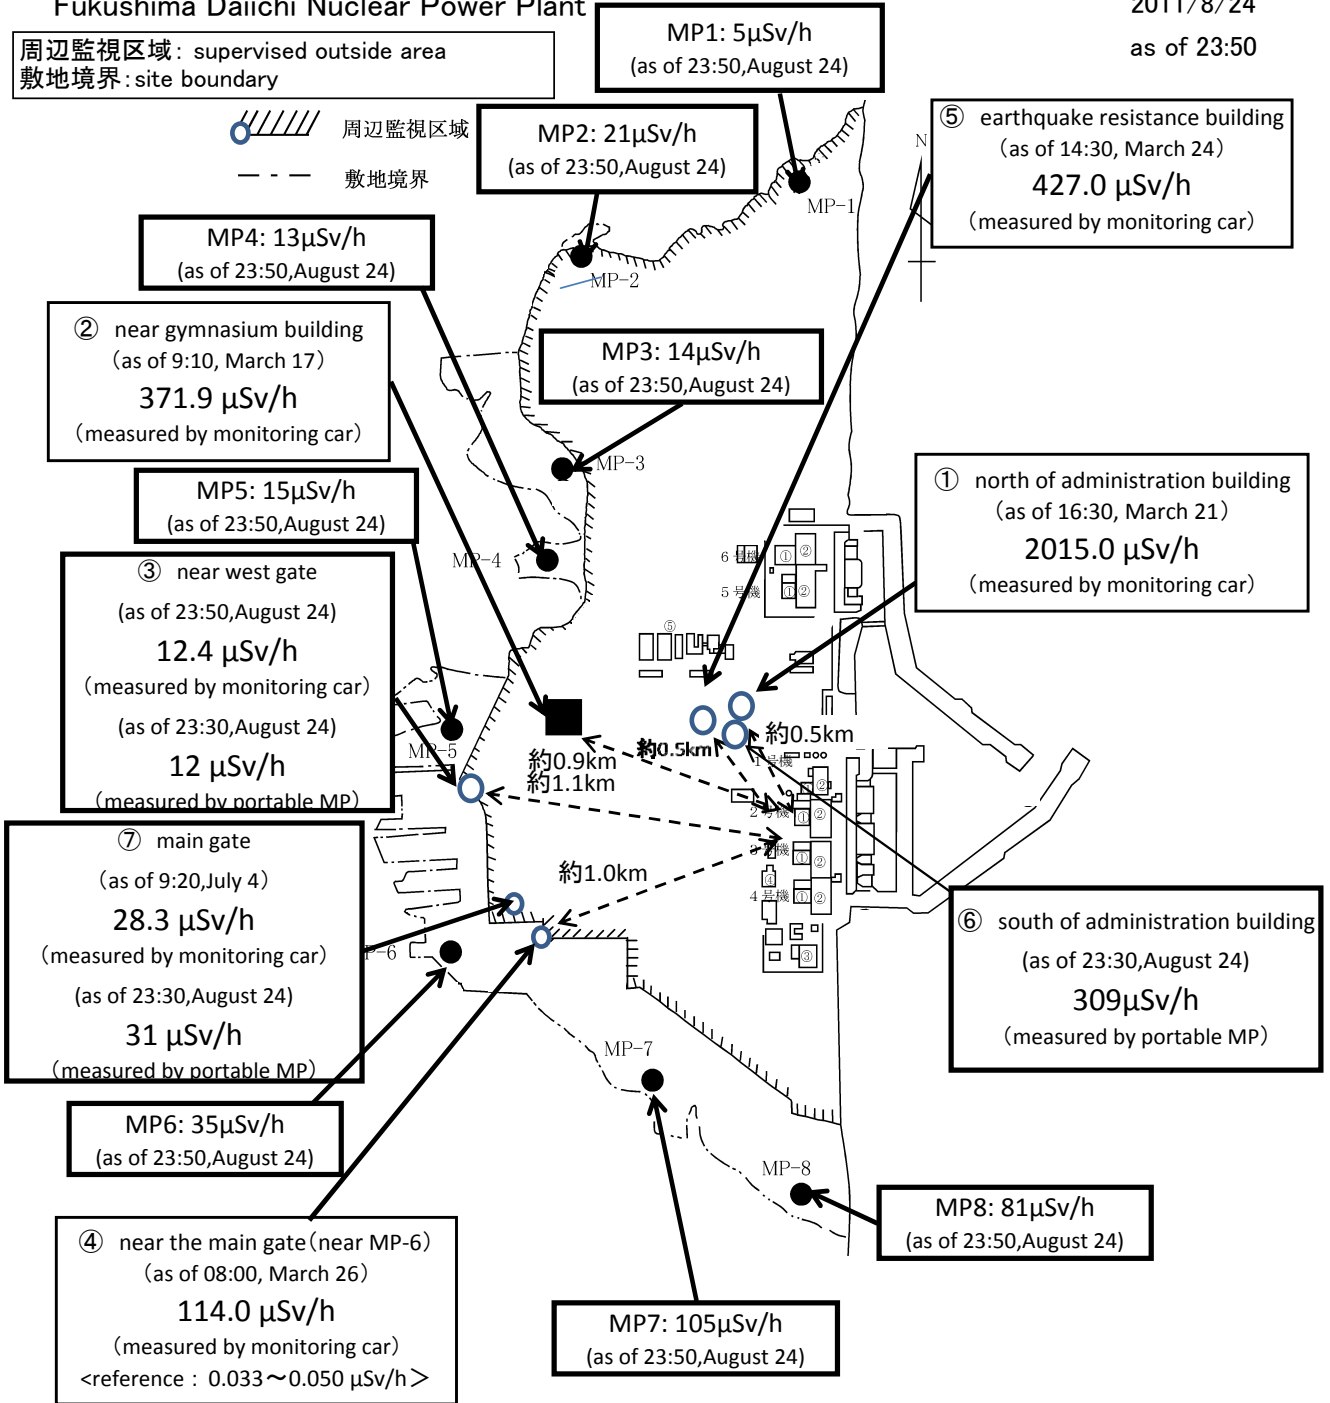 Fukushima Daiichi Nuclear Power Plant
2011/8/24
as of 23:50
周辺監視区域: supervised outside area
敷地境界:site boundary
周辺監視区域
敷地境界
MP1: 5μSv/h
(as of 23:50,August 24)
MP2: 21μSv/h
(as of 23:50,August 24)
⑤ earthquake resistance building
(as of 14:30, March 24)
427.0 μSv/h
(measured by monitoring car)
N
MP-1
MP4: 13μSv/h
(as of 23:50,August 24)
MP-2
② near gymnasium building
(as of 9:10, March 17)
371.9 μSv/h
(measured by monitoring car)
MP3: 14μSv/h
(as of 23:50,August 24)
MP-3
MP5: 15μSv/h
(as of 23:50,August 24)
① north of administration building
(as of 16:30, March 21)
2015.0 μSv/h
(measured by monitoring car)
MP-4
6号機
① ②
5号機
① ②
③ near west gate
(as of 23:50,August 24)
12.4 μSv/h
(measured by monitoring car)
(as of 23:30,August 24)
12 μSv/h
(measured by portable MP)
⑤
MP-5
約0.9km
約1.1km
約0.5km
約0.5km
1号機
②
2号機
① ②
3号機
① ②
④
4号機
① ②
③
約1.0km
⑦ main gate
(as of 9:20,July 4)
28.3 μSv/h
(measured by monitoring car)
(as of 23:30,August 24)
31 μSv/h
(measured by portable MP)
P-6
⑥ south of administration building
(as of 23:30,August 24)
309μSv/h
(measured by portable MP)
MP-7
MP6: 35μSv/h
(as of 23:50,August 24)
MP-8
MP8: 81μSv/h
(as of 23:50,August 24)
④ near the main gate(near MP-6)
(as of 08:00, March 26)
114.0 μSv/h
(measured by monitoring car)
<reference : 0.033～0.050 μSv/h＞
MP7: 105μSv/h
(as of 23:50,August 24)